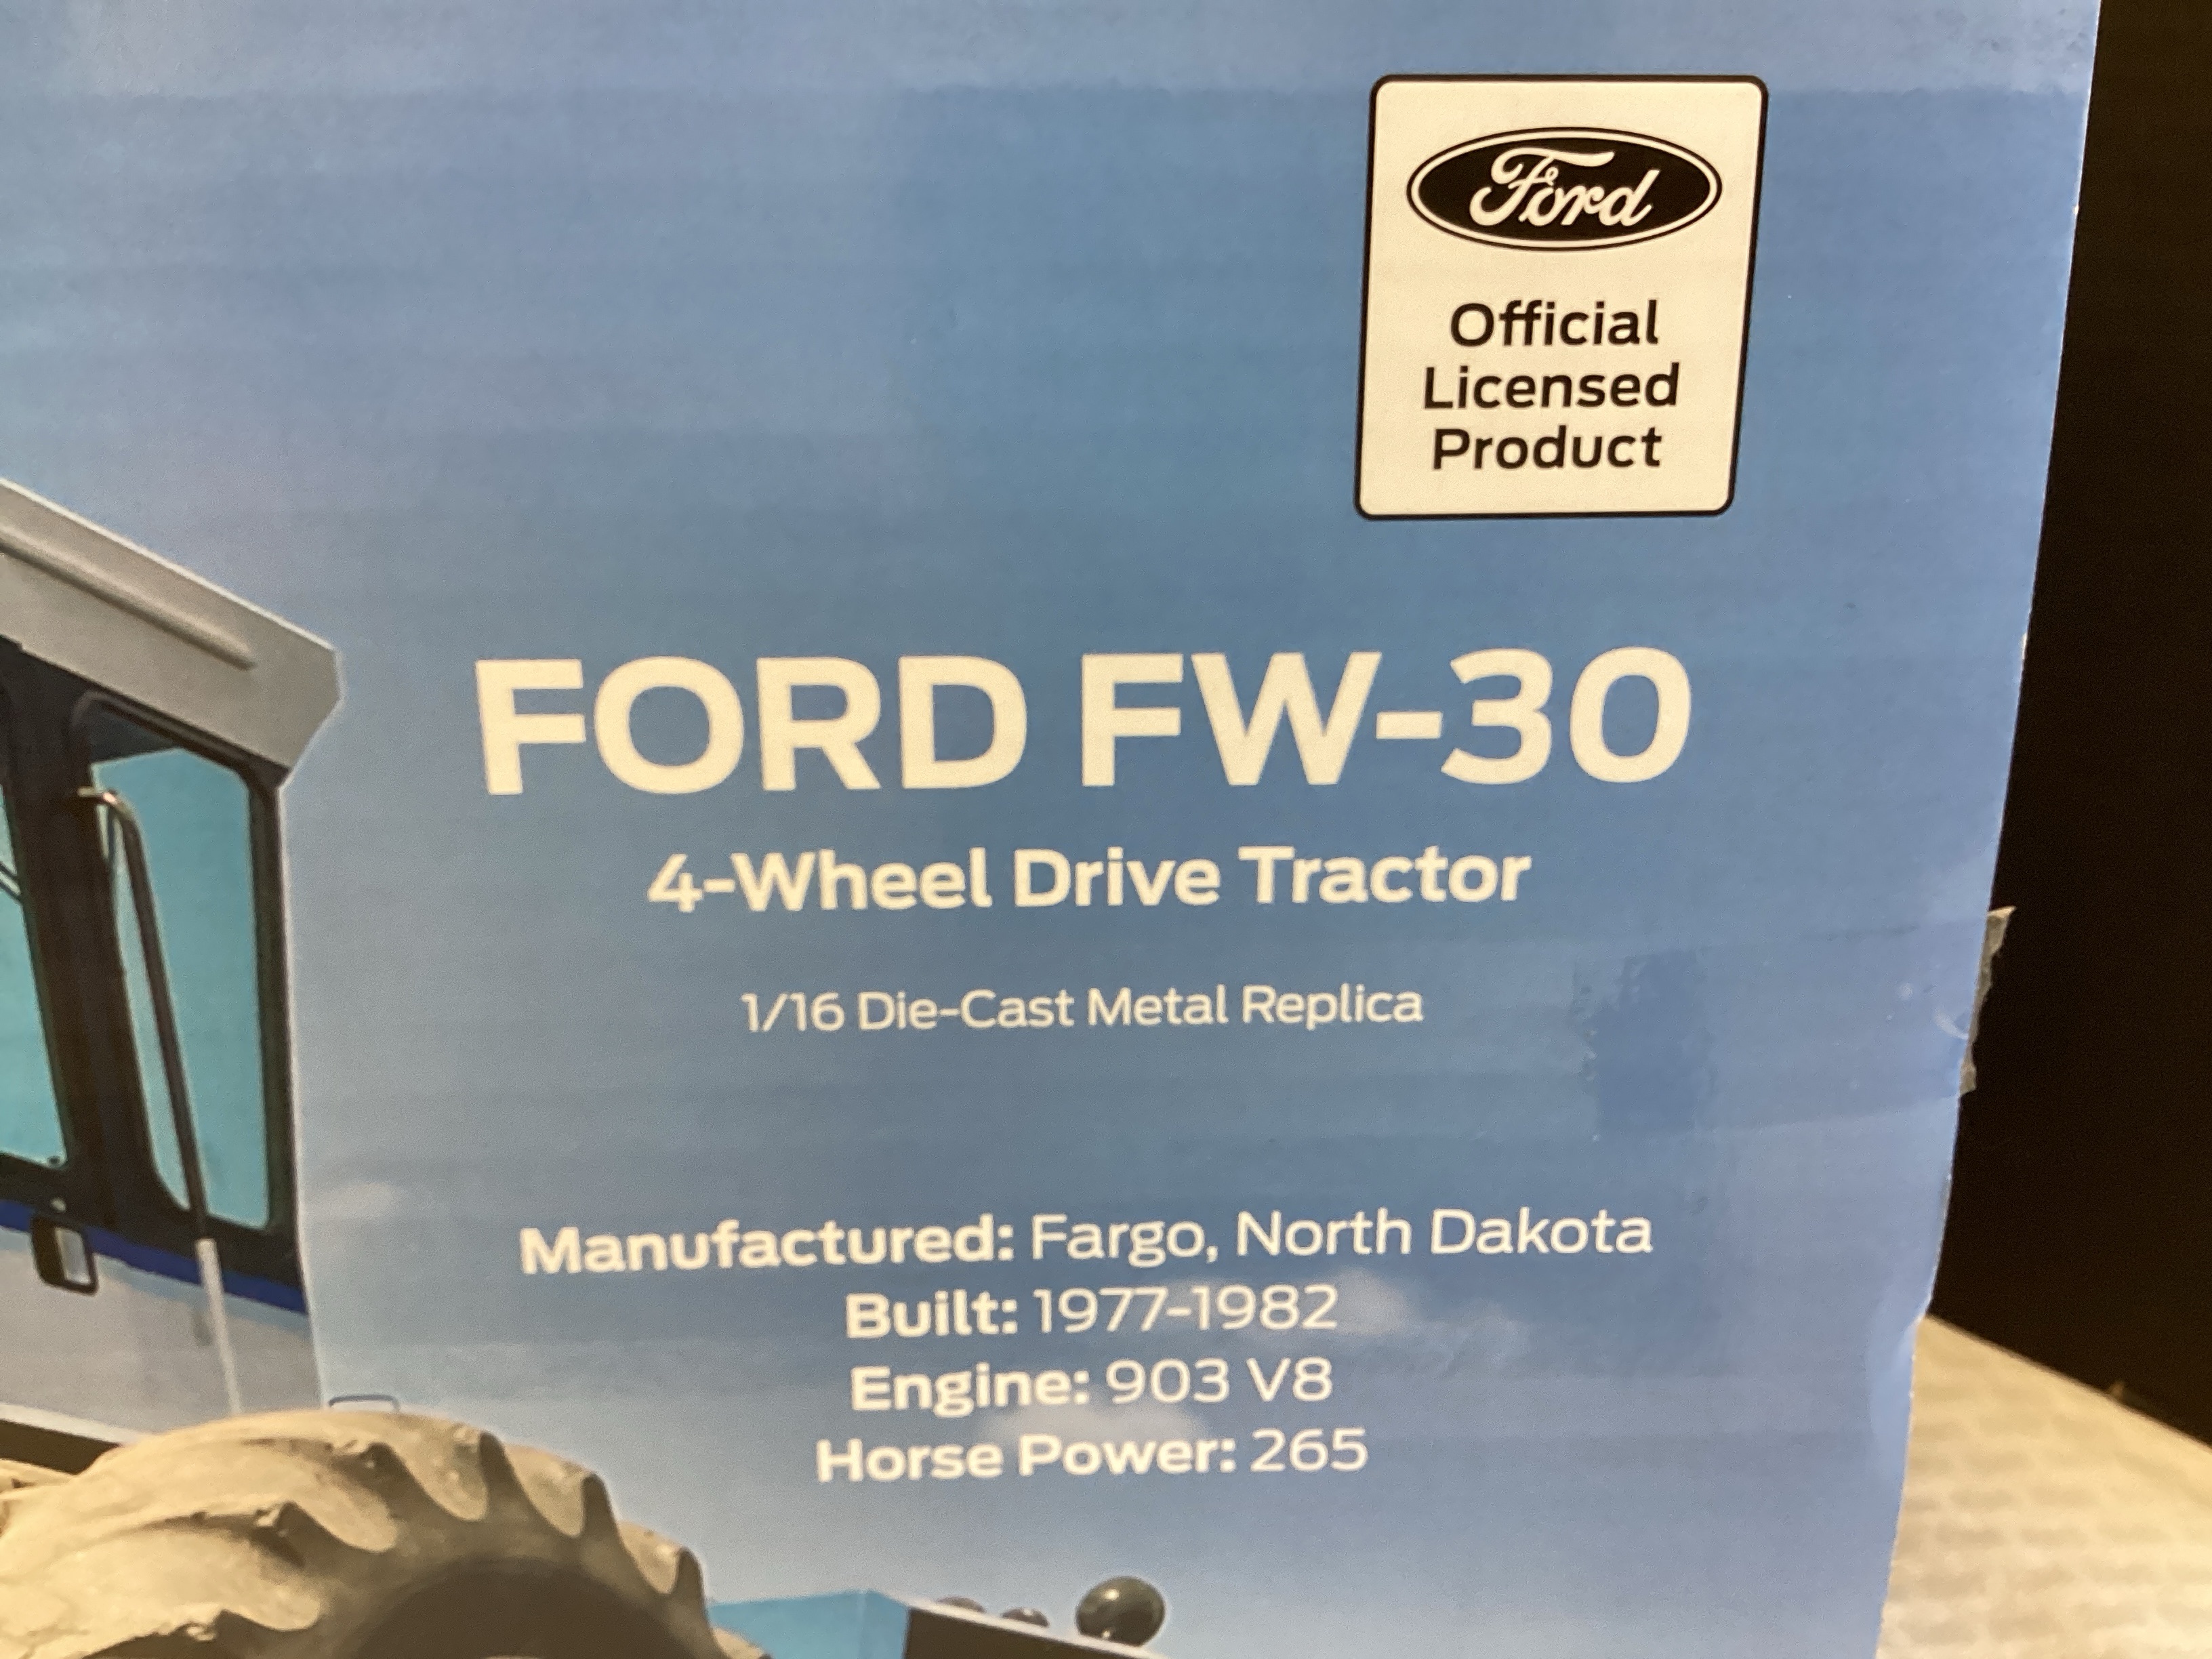 Ford
Official
Licensed
Product
FORD FW-30
4-Wheel Drive Tractor
1/16 Die-Cast Metal Replica
Manufactured: Fargo, North Dakota
Built: 1977-1982
Engine: 903 V8
Horse Power: 265